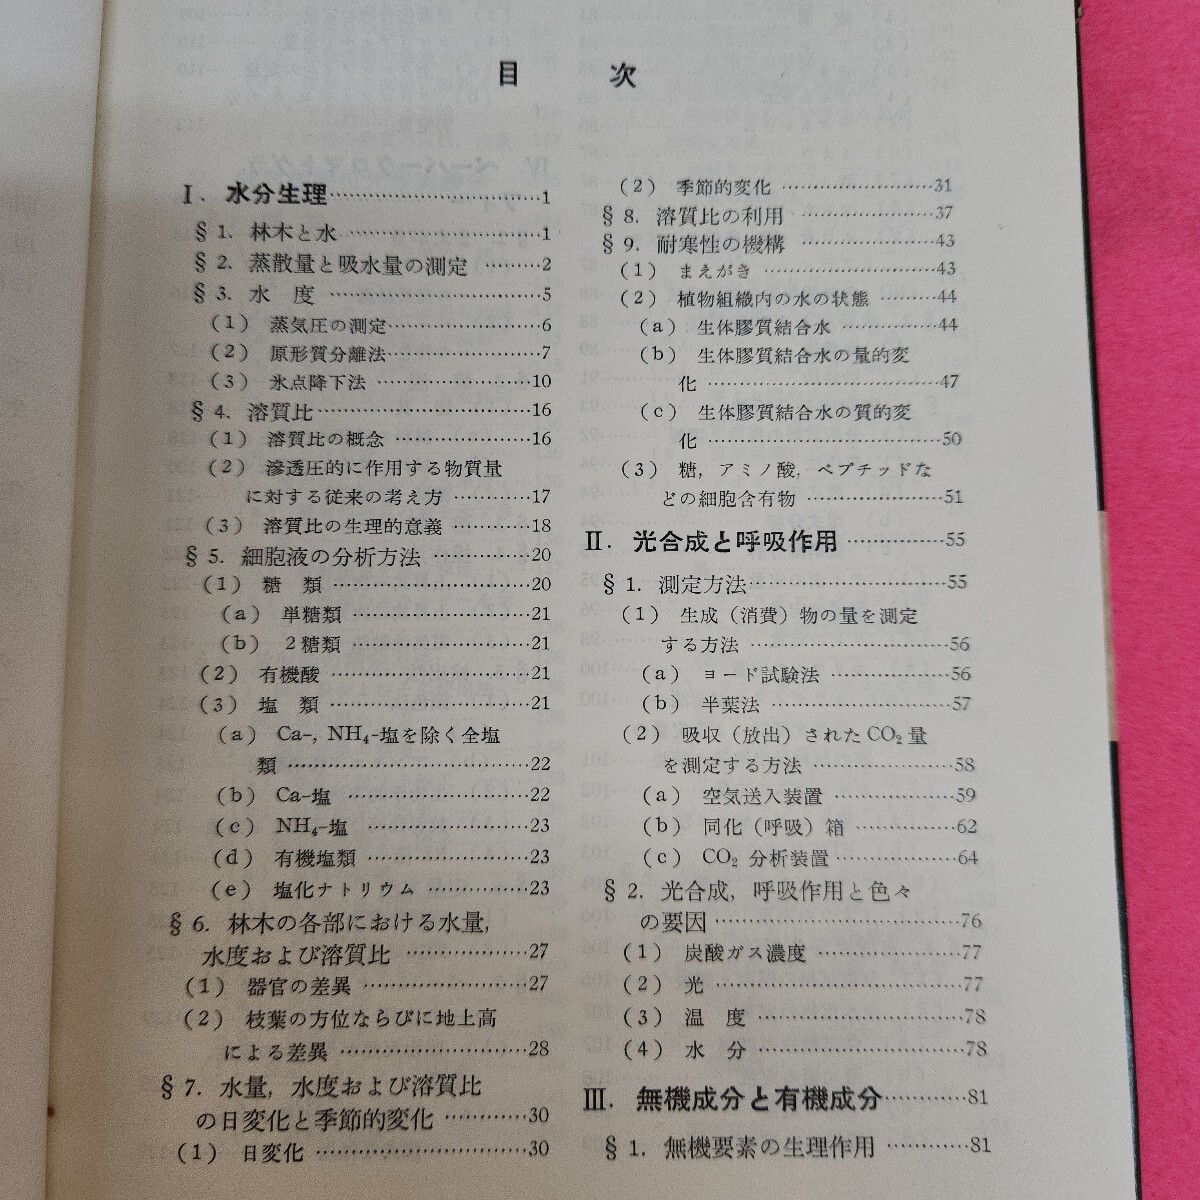 目　次
Ⅰ. 水分生理……………………1
§1. 林木と水……………………1
§2. 蒸散量と吸水量の測定………2
§3. 水　度……………………5
(1) 蒸気圧の測定………………6
(2) 原形質分離法………………7
(3) 氷点降下法………………10
§4. 溶質比……………………16
(1) 溶質比の概念………………16
(2) 滲透圧的に作用する物質量
に対する従来の考え方…………17
(3) 溶質比の生理的意義…………18
§5. 細胞液の分析方法……………20
(1) 糖　類……………………20
(a) 単糖類……………………21
(b) 2糖類……………………21
(2) 有機酸……………………21
(3) 塩　類……………………21
(a) Ca-, NH₄-塩を除く全塩
類……………………22
(b) Ca-塩……………………22
(c) NH₄-塩……………………23
(d) 有機塩類…………………23
(e) 塩化ナトリウム……………23
§6. 林木の各部における水量,
水度および溶質比………………27
(1) 器官の差異…………………27
(2) 枝葉の方位ならびに地上高
による差異……………………28
§7. 水量, 水度および溶質比
の日変化と季節的変化…………30
(1) 日変化……………………30
(2) 季節的変化…………………31
§8. 溶質比の利用………………37
§9. 耐寒性の機構………………43
(1) まえがき……………………43
(2) 植物組織内の水の状態………44
(a) 生体膠質結合水……………44
(b) 生体膠質結合水の量的変
化……………………47
(c) 生体膠質結合水の質的変
化……………………50
(3) 糖, アミノ酸, ペプチッドな
どの細胞含有物………………51
Ⅱ. 光合成と呼吸作用……………55
§1. 測定方法……………………55
(1) 生成（消費）物の量を測定
する方法……………………56
(a) ヨード試験法………………56
(b) 半葉法……………………57
(2) 吸収（放出）されたCO₂量
を測定する方法………………58
(a) 空気送入装置………………59
(b) 同化（呼吸）箱……………62
(c) CO₂ 分析装置………………64
§2. 光合成, 呼吸作用と色々
の要因……………………76
(1) 炭酸ガス濃度………………77
(2) 光……………………77
(3) 温　度……………………78
(4) 水　分……………………78
Ⅲ. 無機成分と有機成分…………81
§1. 無機要素の生理作用…………81